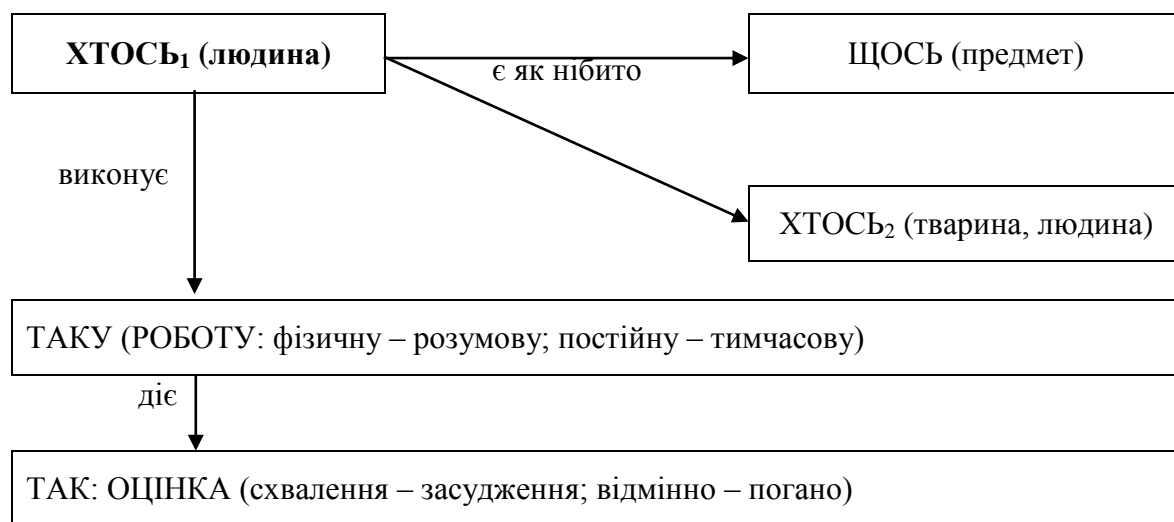 ХТОСЬ₁ (людина)
є як нібито
ЩОСЬ (предмет)
виконує
ХТОСЬ₂ (тварина, людина)
ТАКУ (РОБОТУ: фізичну – розумову; постійну – тимчасову)
діє
ТАК: ОЦІНКА (схвалення – засудження; відмінно – погано)